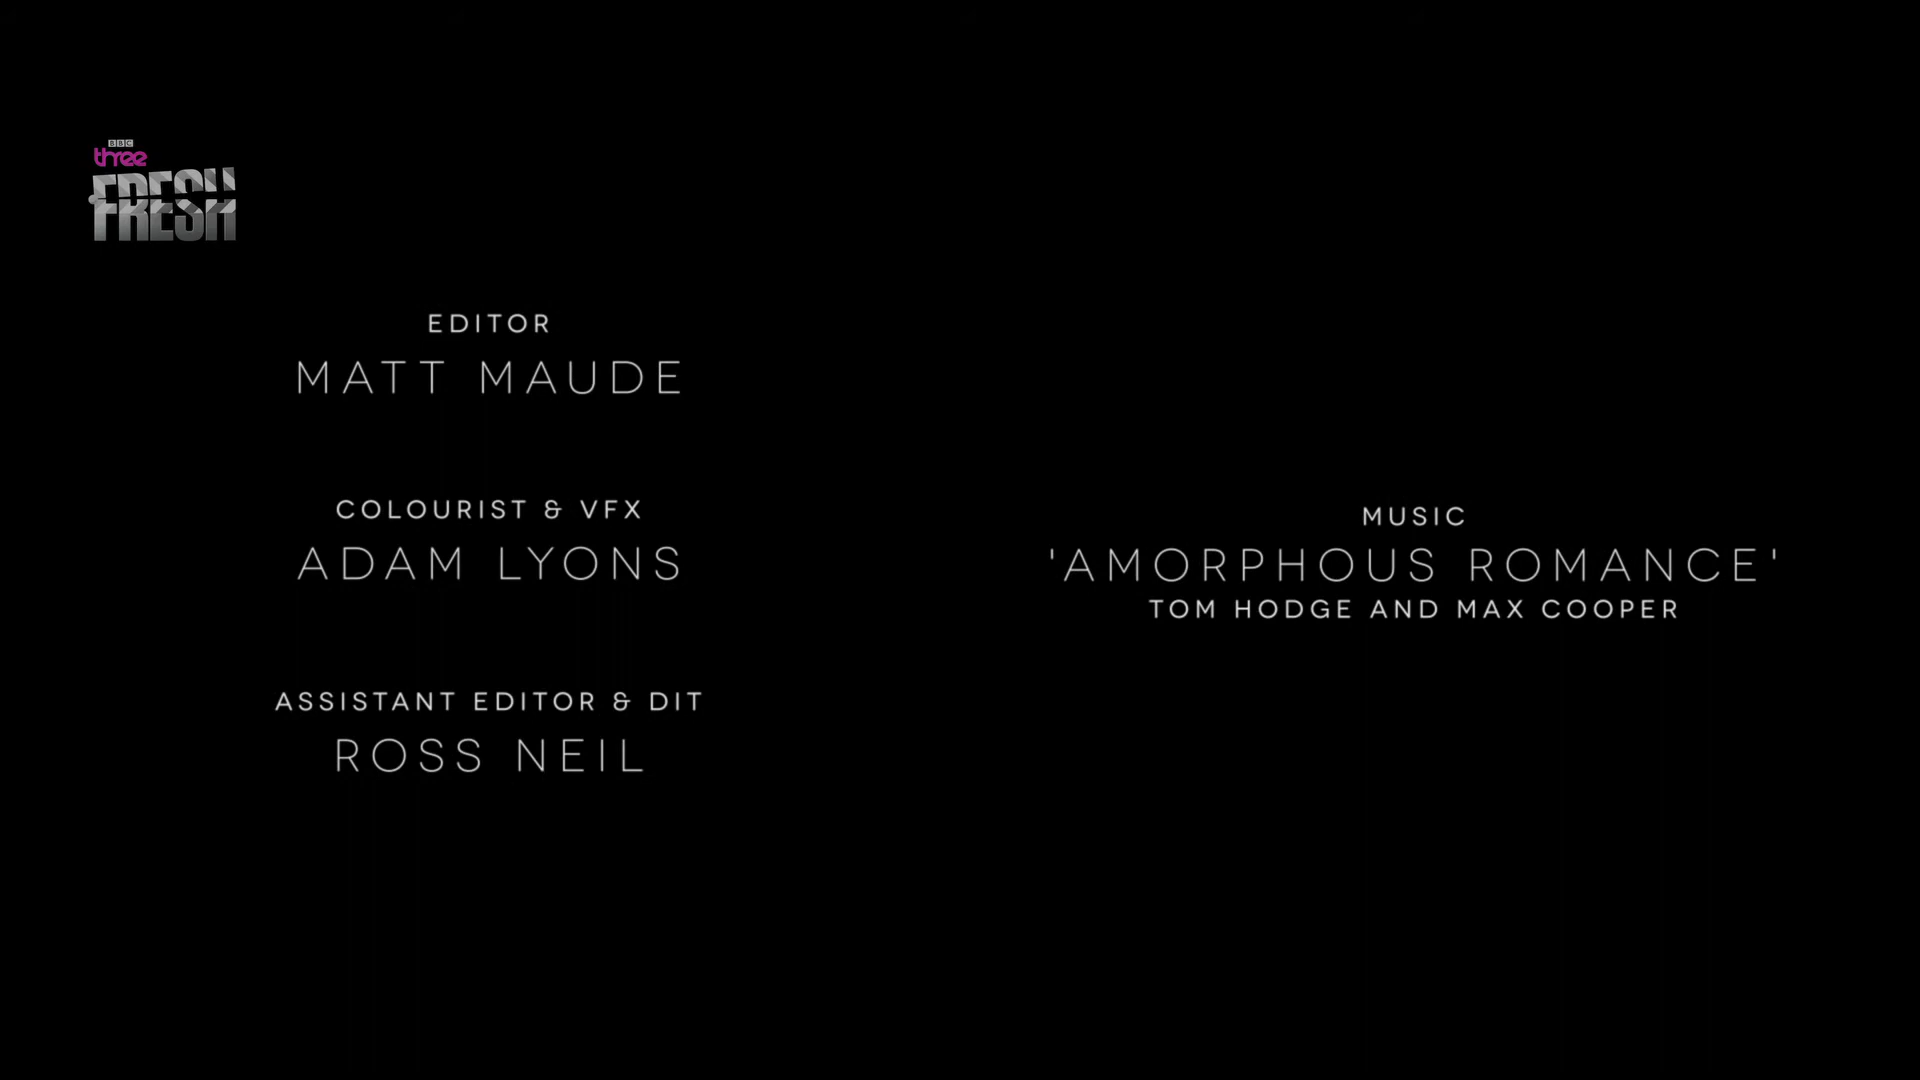 BBC
three
FRESH
EDITOR
MATT MAUDE
COLOURIST & VFX
ADAM LYONS
ASSISTANT EDITOR & DIT
ROSS NEIL
MUSIC
'AMORPHOUS ROMANCE'
TOM HODGE AND MAX COOPER